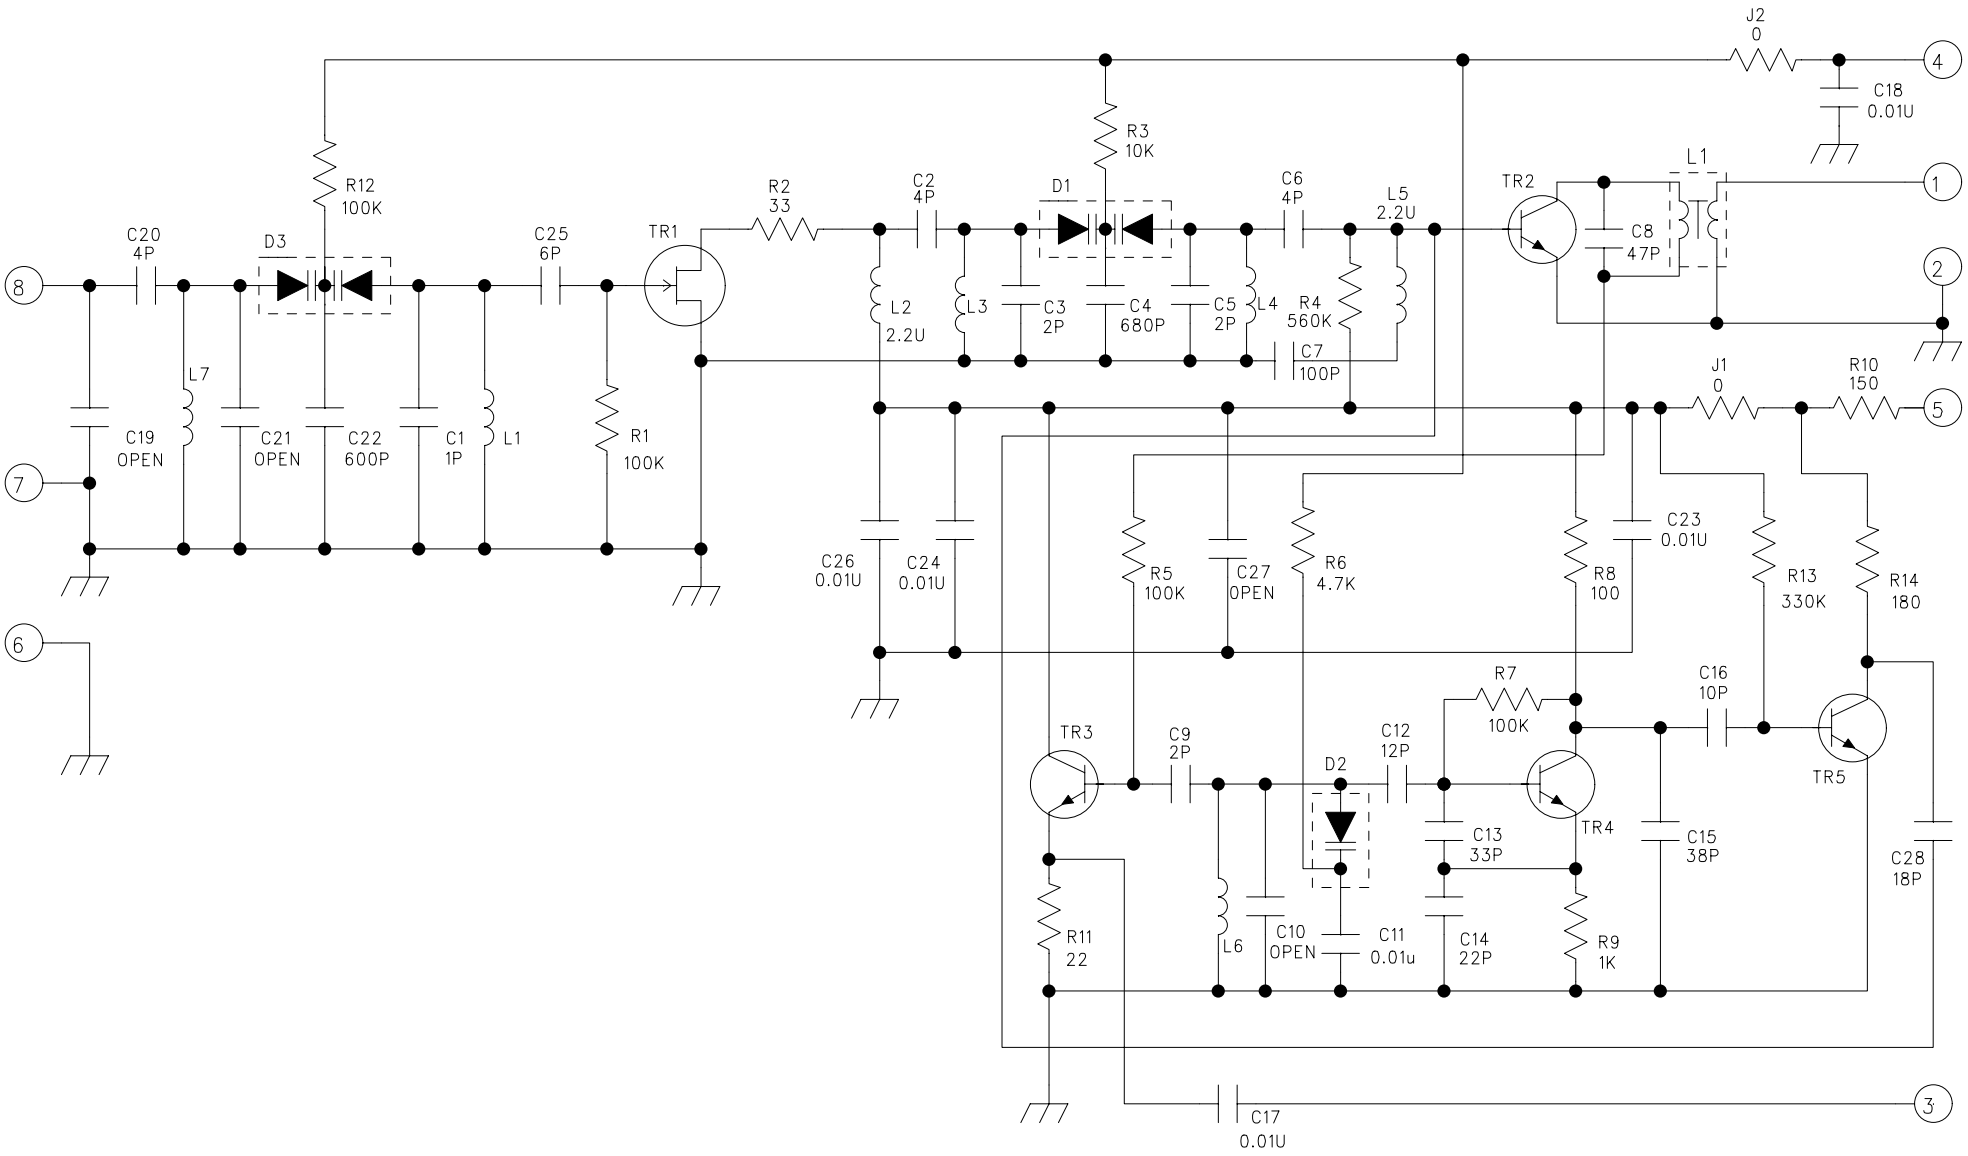 J2
0
4
C18
0.01U
R3
10K
R12
100K
L1
1
TR2
C8
47P
C6
4P
L5
2.2U
D1
C2
4P
R2
33
TR1
C25
6P
D3
C20
4P
8
2
L2
2.2U
L3
C3
2P
C4
680P
C5
2P
L4
R4
560K
C7
100P
J1
0
R10
150
5
L7
C19
OPEN
C21
OPEN
C22
600P
C1
1P
L1
R1
100K
7
C26
0.01U
C24
0.01U
R5
100K
C27
OPEN
R6
4.7K
R8
100
C23
0.01U
R13
330K
R14
180
6
R7
100K
C16
10P
TR3
C9
2P
D2
C12
12P
TR5
TR4
C13
33P
C15
38P
C28
18P
R11
22
L6
C10
OPEN
C11
0.01u
C14
22P
R9
1K
C17
0.01U
3